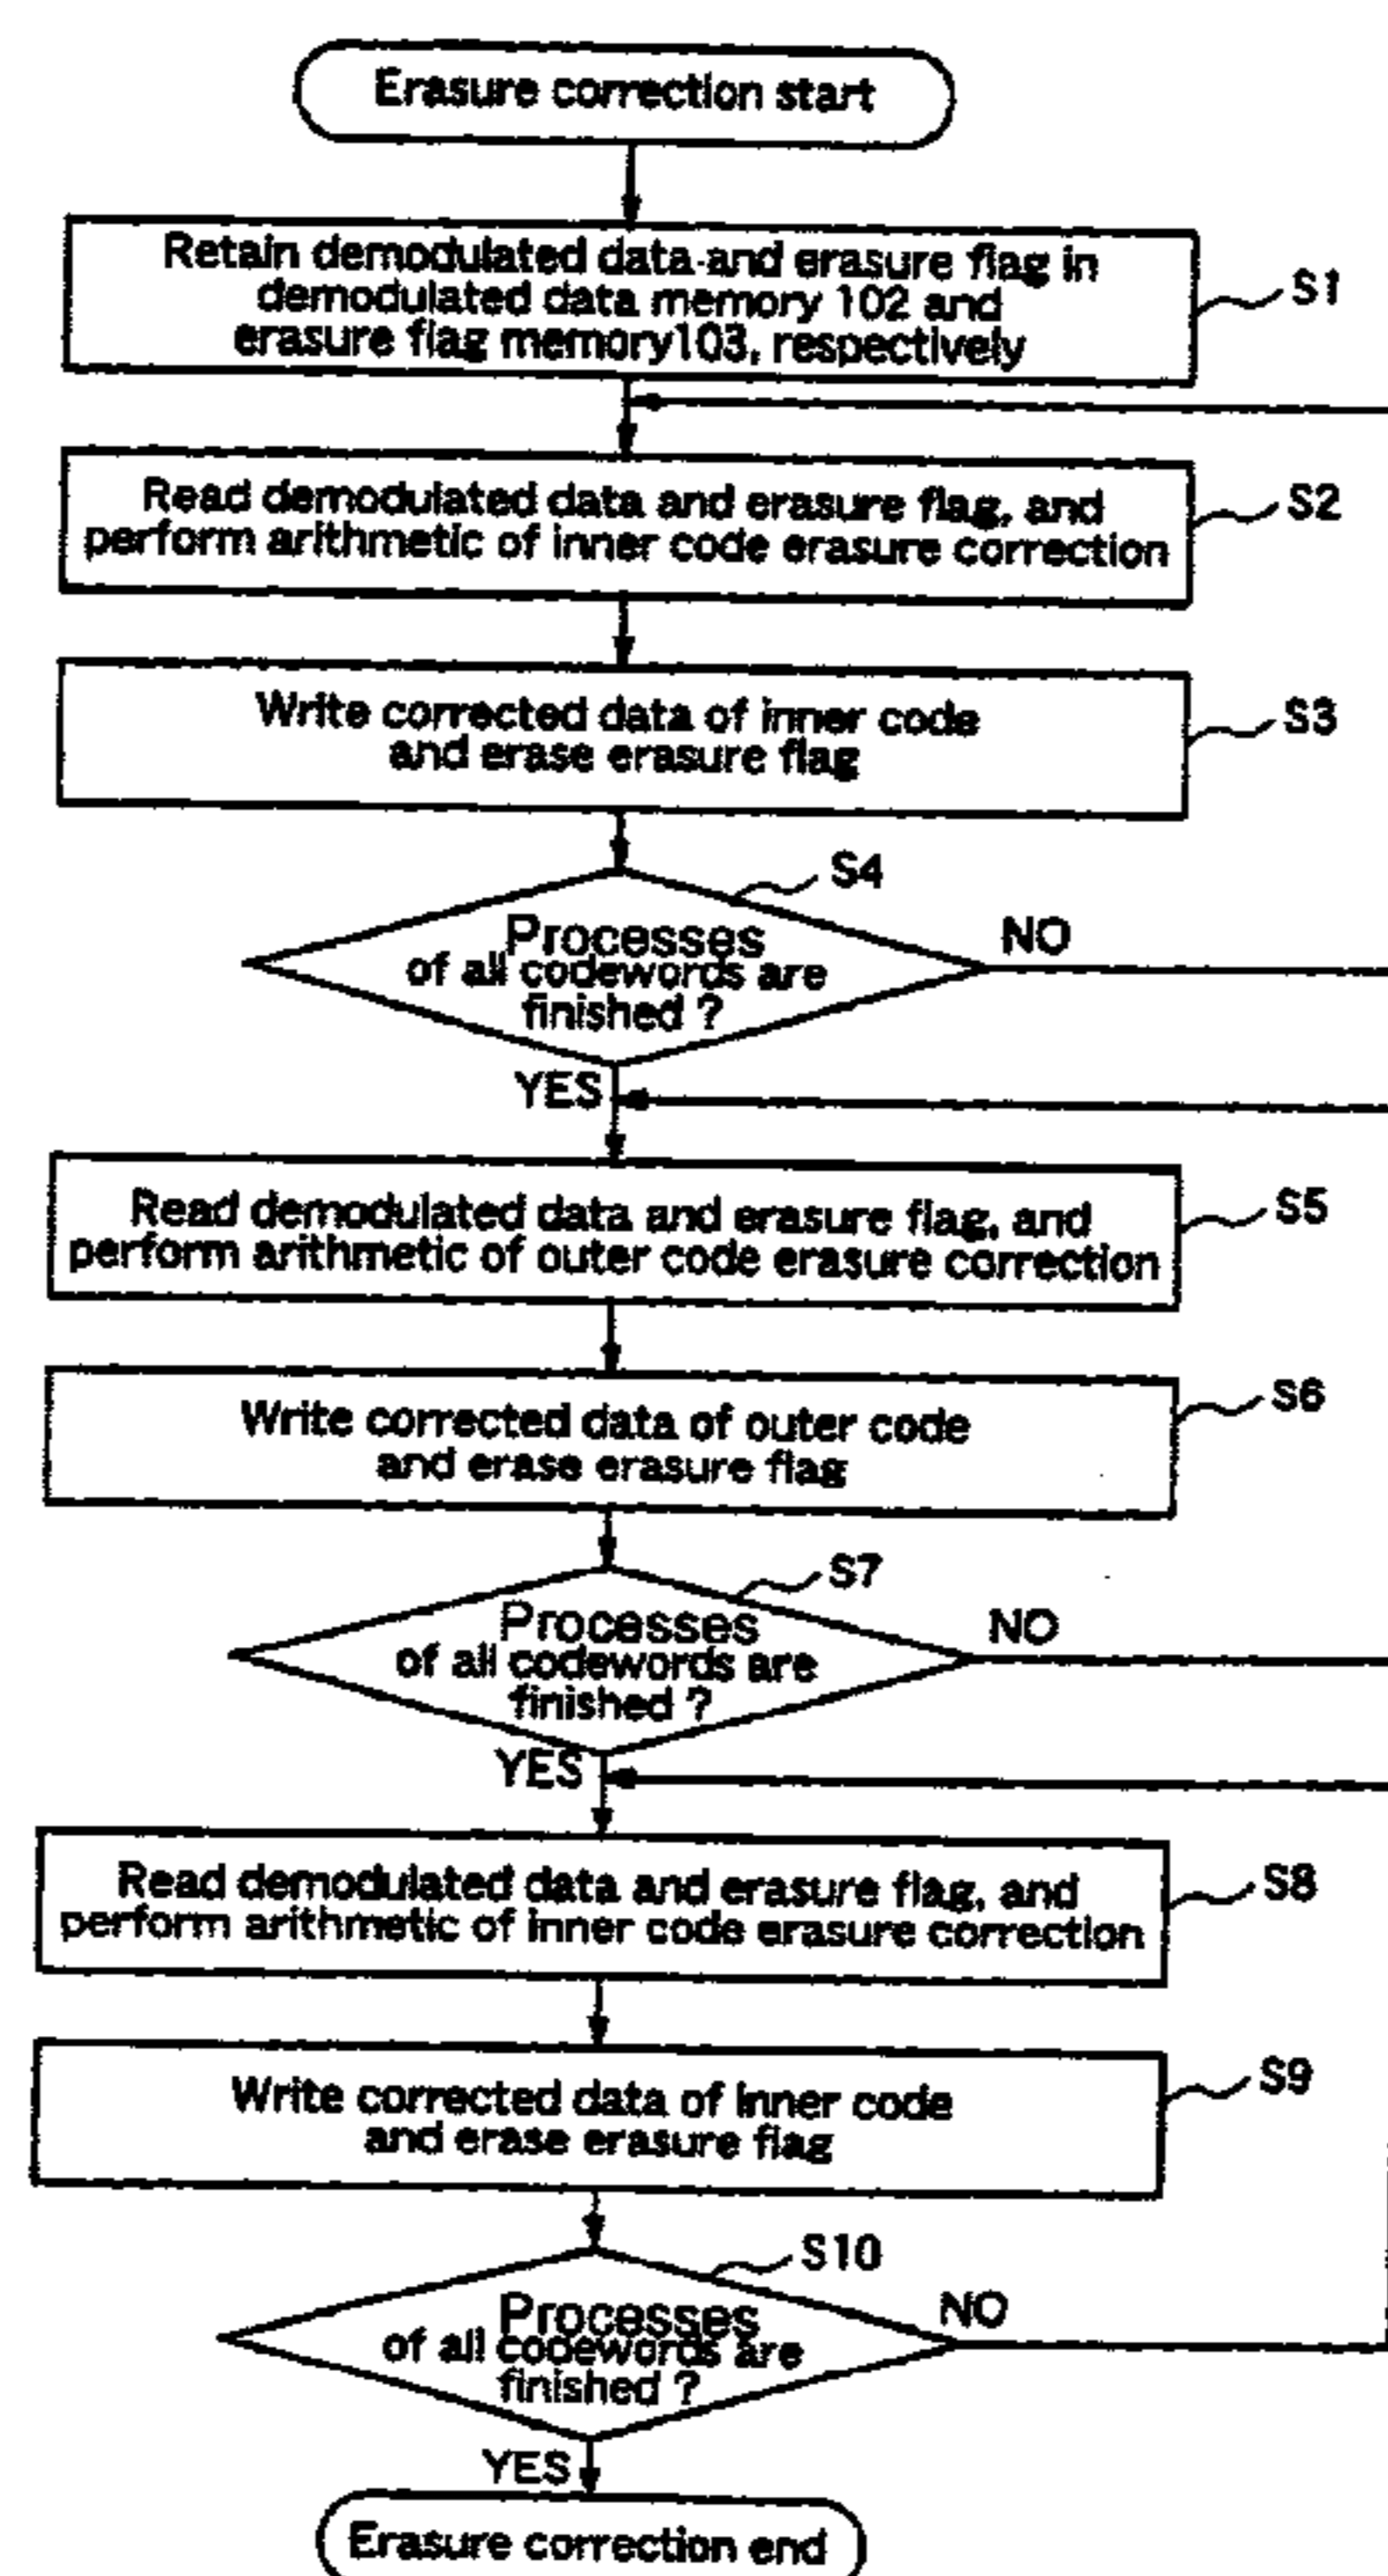 Erasure correction start
Retain demodulated data and erasure flag in
demodulated data memory 102 and
erasure flag memory103, respectively
S1
Read demodulated data and erasure flag, and
perform arithmetic of inner code erasure correction
S2
Write corrected data of inner code
and erase erasure flag
S3
S4
Processes
of all codewords are
finished ?
NO
YES
Read demodulated data and erasure flag, and
perform arithmetic of outer code erasure correction
S5
Write corrected data of outer code
and erase erasure flag
S6
S7
Processes
of all codewords are
finished ?
NO
YES
Read demodulated data and erasure flag, and
perform arithmetic of inner code erasure correction
S8
Write corrected data of inner code
and erase erasure flag
S9
S10
Processes
of all codewords are
finished ?
NO
YES
Erasure correction end